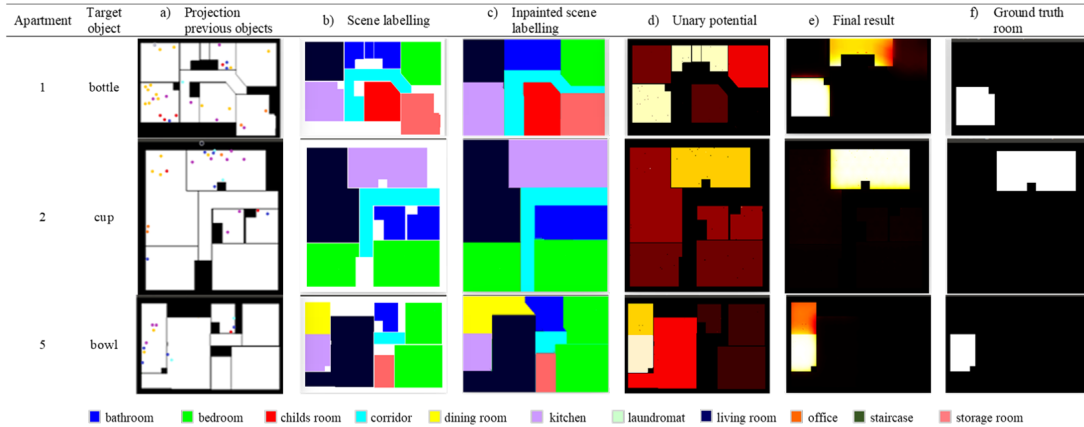 Apartment Target object a) Projection previous objects b) Scene labelling c) Inpainted scene labelling d) Unary potential e) Final result f) Ground truth room
1 bottle
2 cup
5 bowl
bathroom bedroom childs room corridor dining room kitchen laundromat living room office staircase storage room